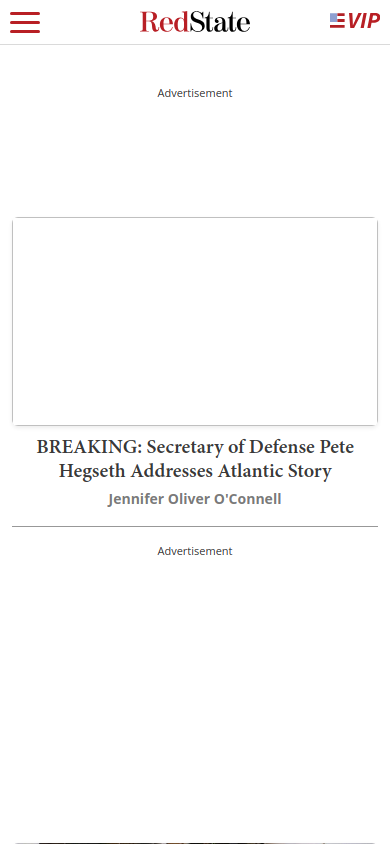 RedState
VIP
Advertisement
BREAKING: Secretary of Defense Pete
Hegseth Addresses Atlantic Story
Jennifer Oliver O'Connell
Advertisement